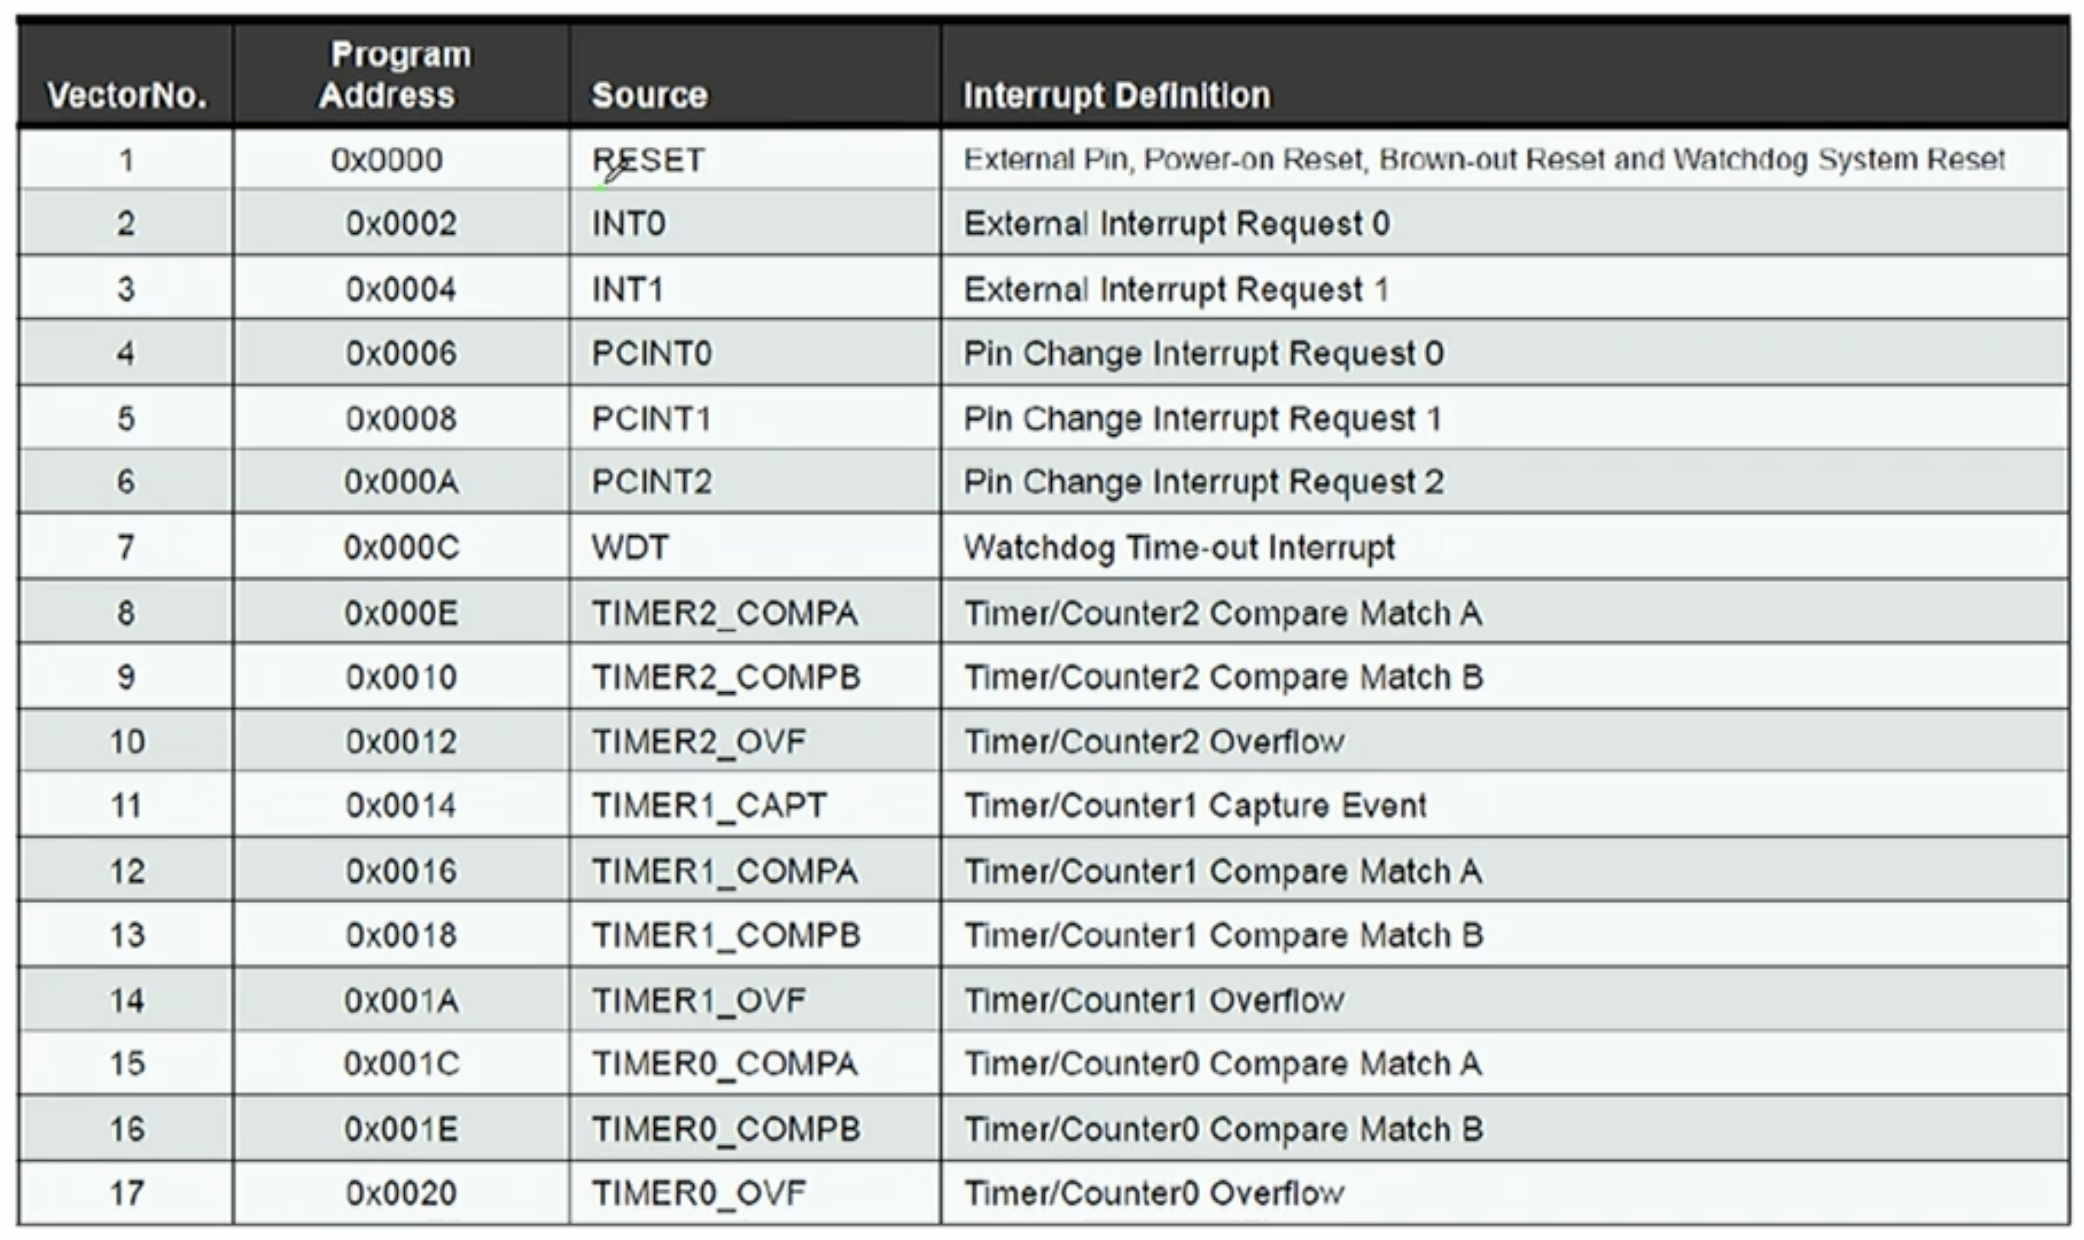 VectorNo. Program Address Source Interrupt Definition
1 0x0000 RESET External Pin, Power-on Reset, Brown-out Reset and Watchdog System Reset
2 0x0002 INT0 External Interrupt Request 0
3 0x0004 INT1 External Interrupt Request 1
4 0x0006 PCINT0 Pin Change Interrupt Request 0
5 0x0008 PCINT1 Pin Change Interrupt Request 1
6 0x000A PCINT2 Pin Change Interrupt Request 2
7 0x000C WDT Watchdog Time-out Interrupt
8 0x000E TIMER2_COMPA Timer/Counter2 Compare Match A
9 0x0010 TIMER2_COMPB Timer/Counter2 Compare Match B
10 0x0012 TIMER2_OVF Timer/Counter2 Overflow
11 0x0014 TIMER1_CAPT Timer/Counter1 Capture Event
12 0x0016 TIMER1_COMPA Timer/Counter1 Compare Match A
13 0x0018 TIMER1_COMPB Timer/Counter1 Compare Match B
14 0x001A TIMER1_OVF Timer/Counter1 Overflow
15 0x001C TIMER0_COMPA Timer/Counter0 Compare Match A
16 0x001E TIMER0_COMPB Timer/Counter0 Compare Match B
17 0x0020 TIMER0_OVF Timer/Counter0 Overflow